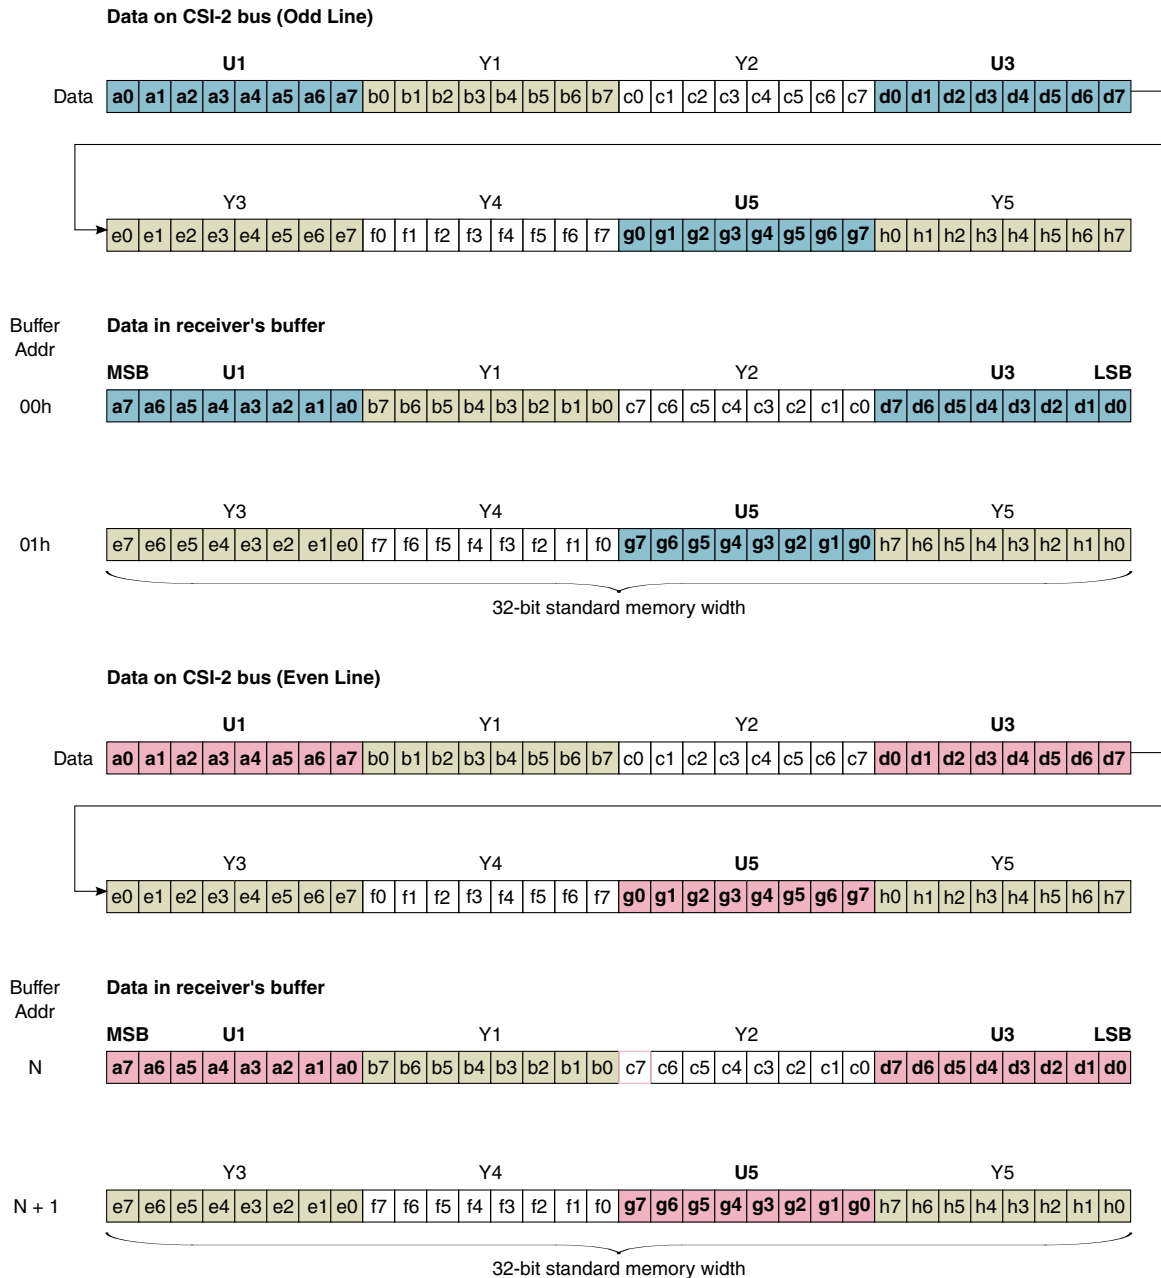 Data on CSI-2 bus (Odd Line)
U1 Y1 Y2 U3
Data a0 a1 a2 a3 a4 a5 a6 a7 b0 b1 b2 b3 b4 b5 b6 b7 c0 c1 c2 c3 c4 c5 c6 c7 d0 d1 d2 d3 d4 d5 d6 d7
Y3 Y4 U5 Y5
e0 e1 e2 e3 e4 e5 e6 e7 f0 f1 f2 f3 f4 f5 f6 f7 g0 g1 g2 g3 g4 g5 g6 g7 h0 h1 h2 h3 h4 h5 h6 h7
Buffer Addr
Data in receiver's buffer
MSB U1 Y1 Y2 U3 LSB
00h a7 a6 a5 a4 a3 a2 a1 a0 b7 b6 b5 b4 b3 b2 b1 b0 c7 c6 c5 c4 c3 c2 c1 c0 d7 d6 d5 d4 d3 d2 d1 d0
Y3 Y4 U5 Y5
01h e7 e6 e5 e4 e3 e2 e1 e0 f7 f6 f5 f4 f3 f2 f1 f0 g7 g6 g5 g4 g3 g2 g1 g0 h7 h6 h5 h4 h3 h2 h1 h0
32-bit standard memory width
Data on CSI-2 bus (Even Line)
U1 Y1 Y2 U3
Data a0 a1 a2 a3 a4 a5 a6 a7 b0 b1 b2 b3 b4 b5 b6 b7 c0 c1 c2 c3 c4 c5 c6 c7 d0 d1 d2 d3 d4 d5 d6 d7
Y3 Y4 U5 Y5
e0 e1 e2 e3 e4 e5 e6 e7 f0 f1 f2 f3 f4 f5 f6 f7 g0 g1 g2 g3 g4 g5 g6 g7 h0 h1 h2 h3 h4 h5 h6 h7
Buffer Addr
Data in receiver's buffer
MSB U1 Y1 Y2 U3 LSB
N a7 a6 a5 a4 a3 a2 a1 a0 b7 b6 b5 b4 b3 b2 b1 b0 c7 c6 c5 c4 c3 c2 c1 c0 d7 d6 d5 d4 d3 d2 d1 d0
Y3 Y4 U5 Y5
N + 1 e7 e6 e5 e4 e3 e2 e1 e0 f7 f6 f5 f4 f3 f2 f1 f0 g7 g6 g5 g4 g3 g2 g1 g0 h7 h6 h5 h4 h3 h2 h1 h0
32-bit standard memory width